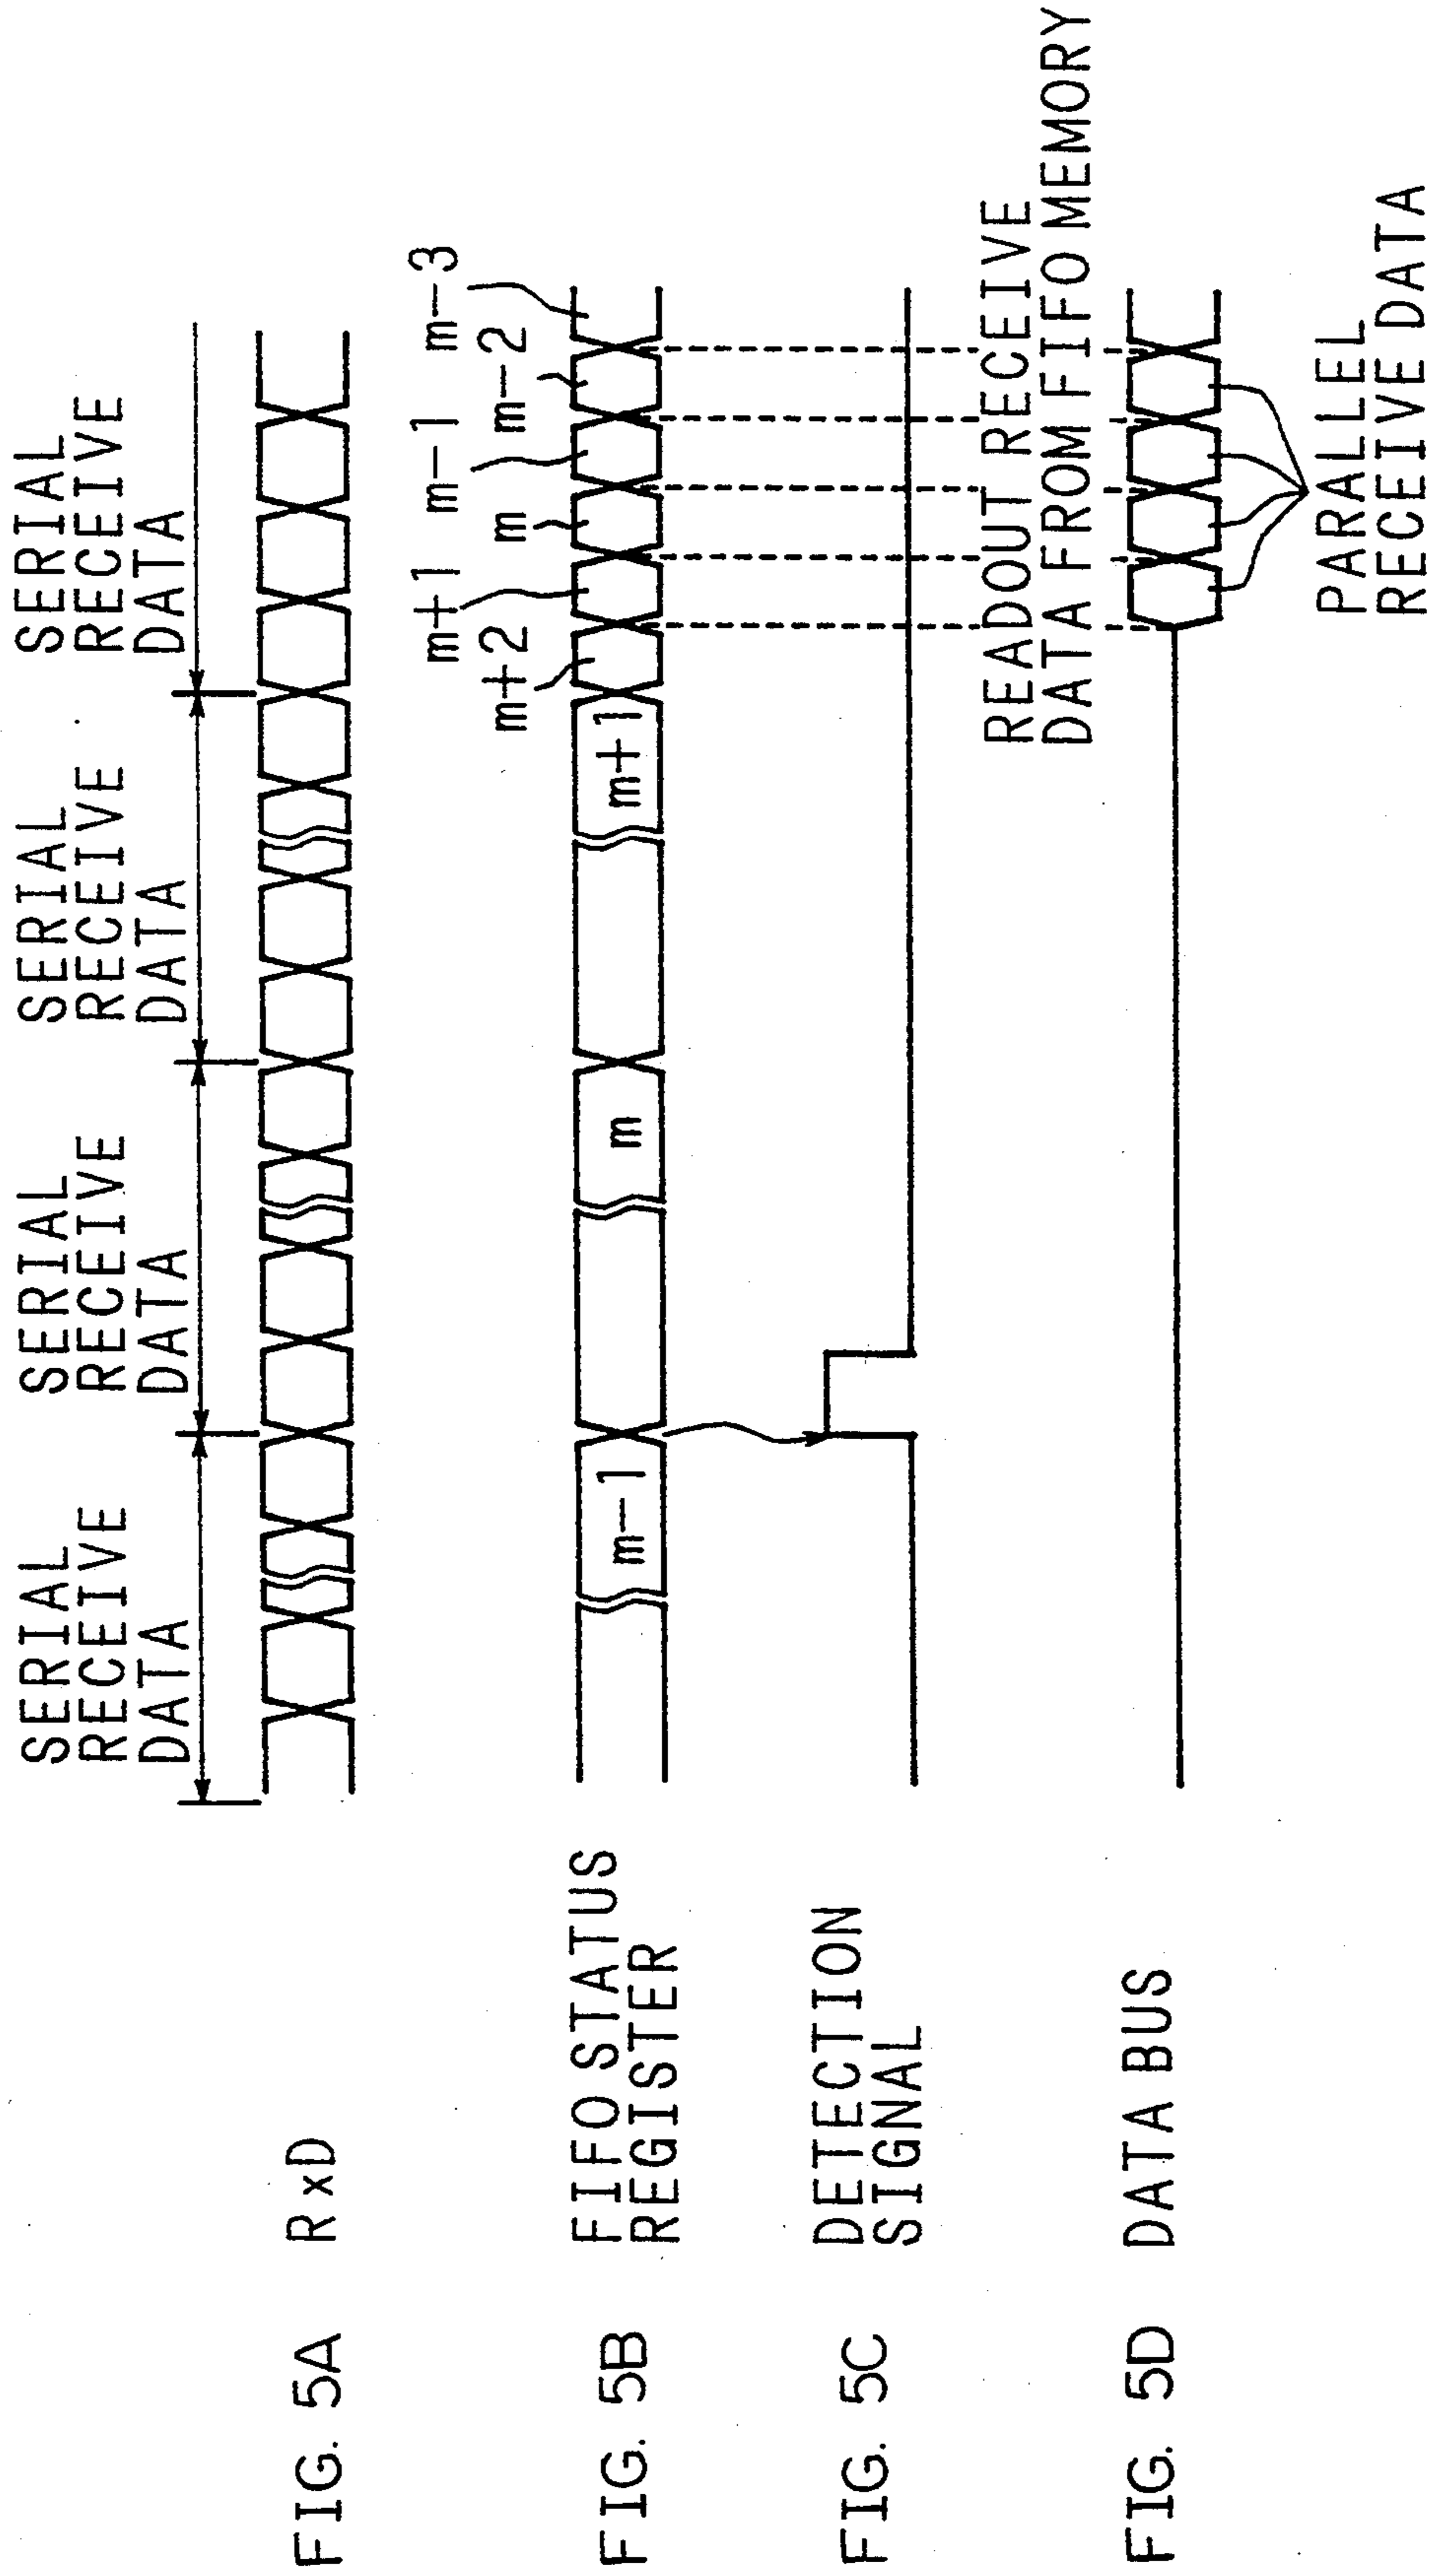 SERIAL
RECEIVE
DATA
SERIAL
RECEIVE
DATA
SERIAL
RECEIVE
DATA
SERIAL
RECEIVE
DATA
FIG. 5A RxD
m+2
m+1
m
m-1
m-2
m-3
FIG. 5B FIFO STATUS
REGISTER
m-1
m
m+1
FIG. 5C DETECTION
SIGNAL
READOUT RECEIVE
DATA FROM FIFO MEMORY
FIG. 5D DATA BUS
PARALLEL
RECEIVE DATA